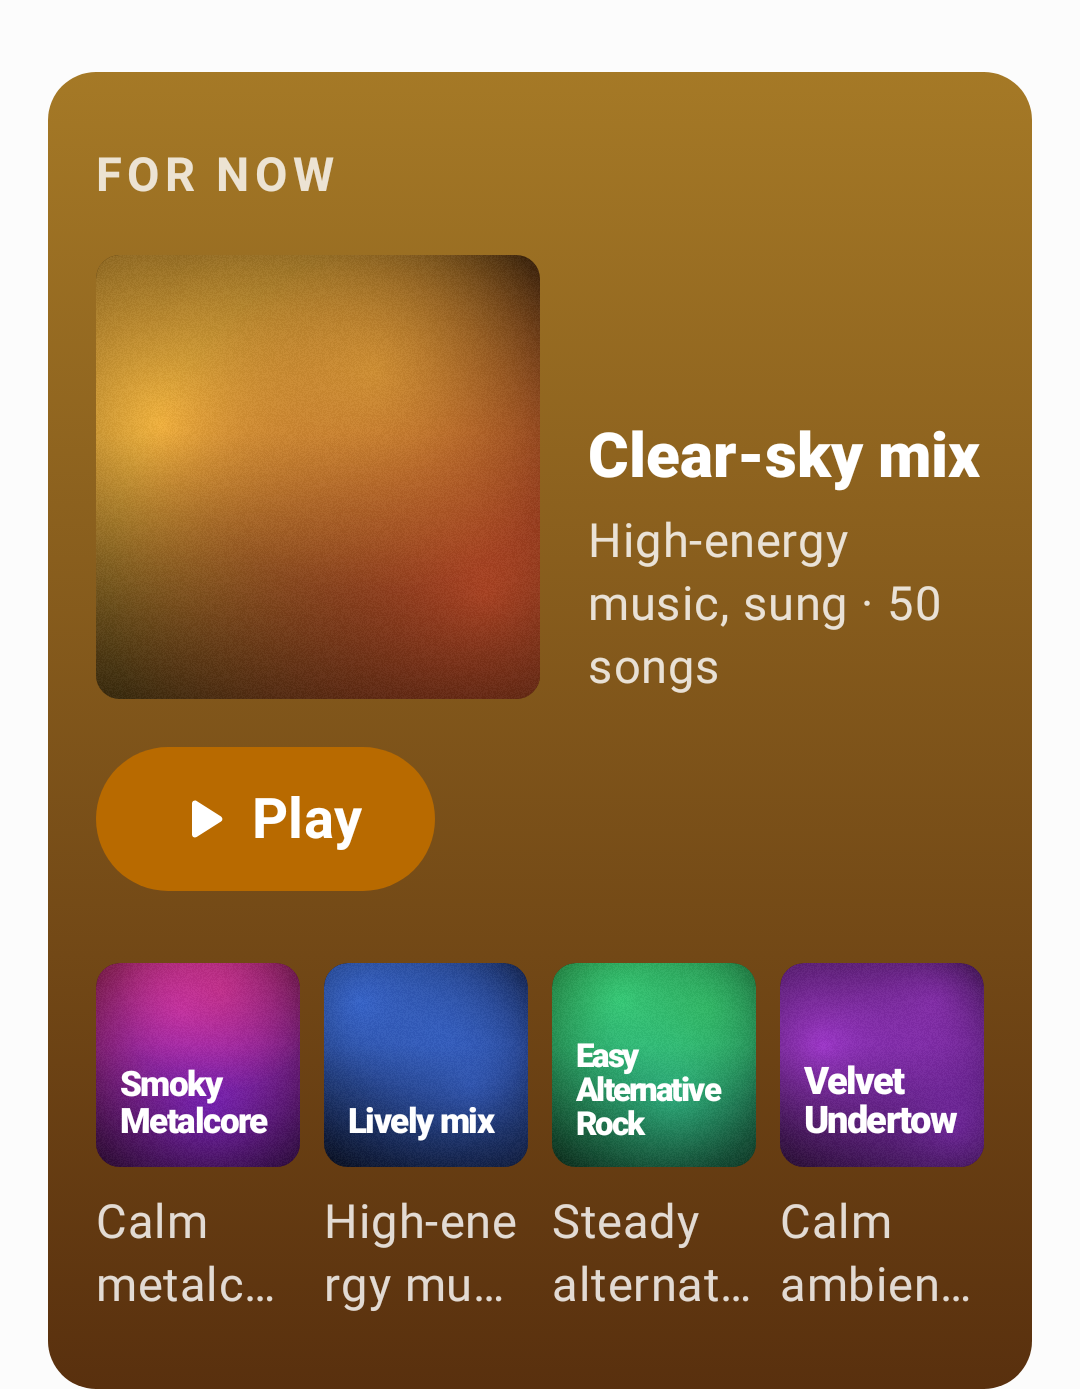 FOR NOW
Clear-sky mix
High-energy
music, sung · 50
songs
Play
Smoky
Metalcore
Lively mix
Easy
Alternative
Rock
Velvet
Undertow
Calm
metalc…
High-ene
rgy mu…
Steady
alternat…
Calm
ambien…